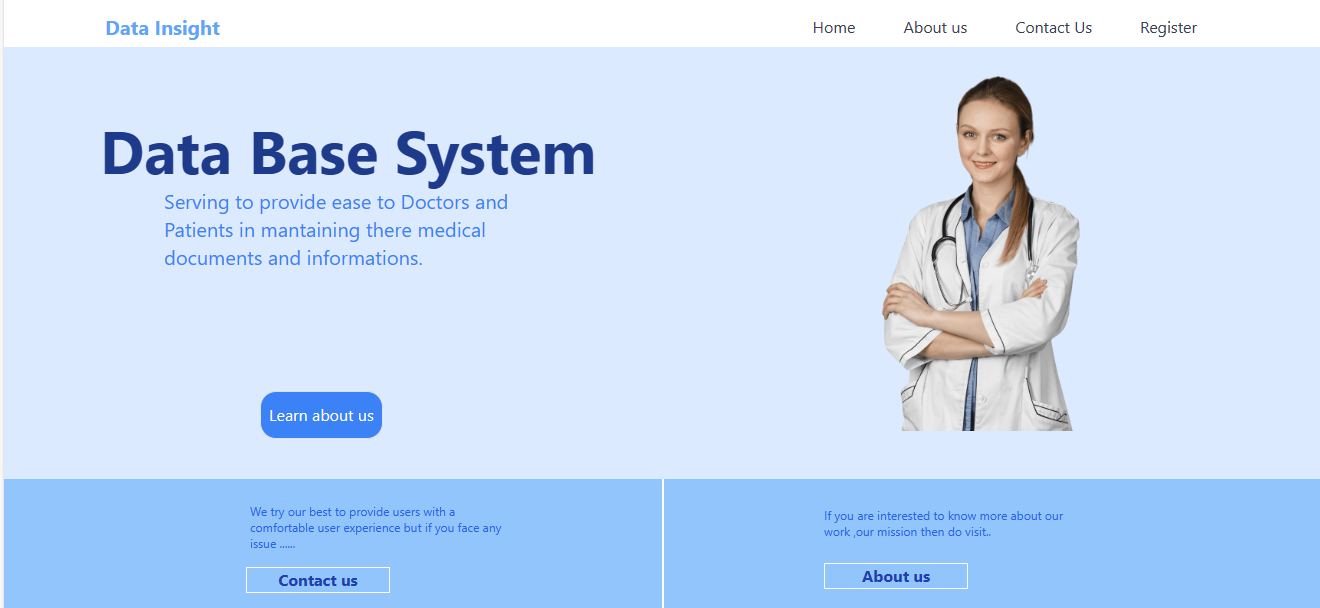 Data Insight
Home
About us
Contact Us
Register
Data Base System
Serving to provide ease to Doctors and
Patients in mantaining there medical
documents and informations.
Learn about us
We try our best to provide users with a
comfortable user experience but if you face any
issue ......
Contact us
If you are interested to know more about our
work ,our mission then do visit..
About us